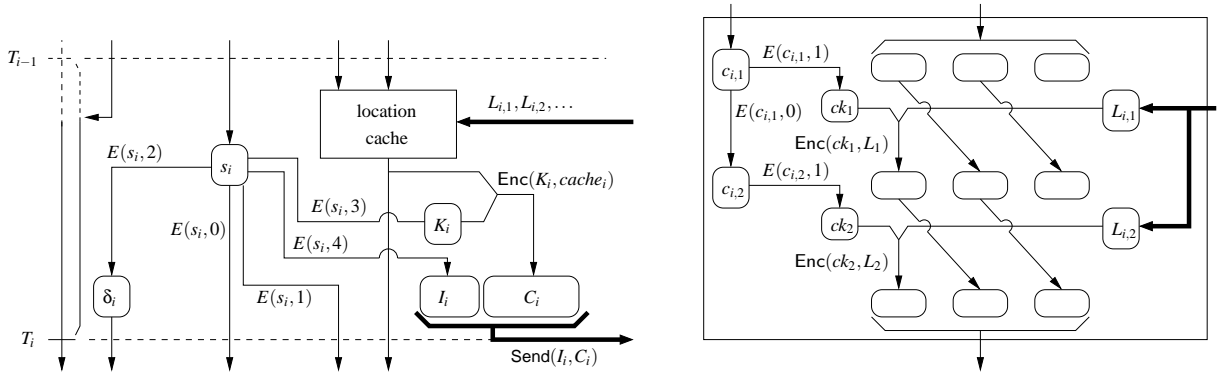 T_{i−1}
location
cache
L_{i,1}, L_{i,2}, …
E(s_i, 2)
s_i
Enc(K_i, cache_i)
E(s_i, 3)
K_i
E(s_i, 0)
E(s_i, 4)
δ_i
E(s_i, 1)
I_i
C_i
T_i
Send(I_i, C_i)
c_{i,1}
E(c_{i,1}, 1)
ck_1
L_{i,1}
E(c_{i,1}, 0)
Enc(ck_1, L_1)
E(c_{i,2}, 1)
c_{i,2}
ck_2
L_{i,2}
Enc(ck_2, L_2)